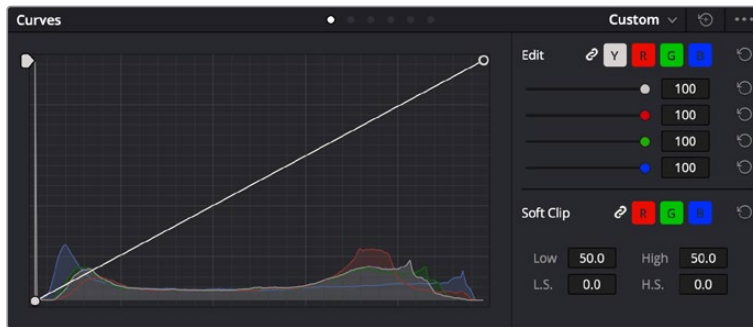 Curves
Custom
Edit
Y R G B
100
100
100
100
Soft Clip
R G B
Low 50.0 High 50.0
L.S. 0.0 H.S. 0.0